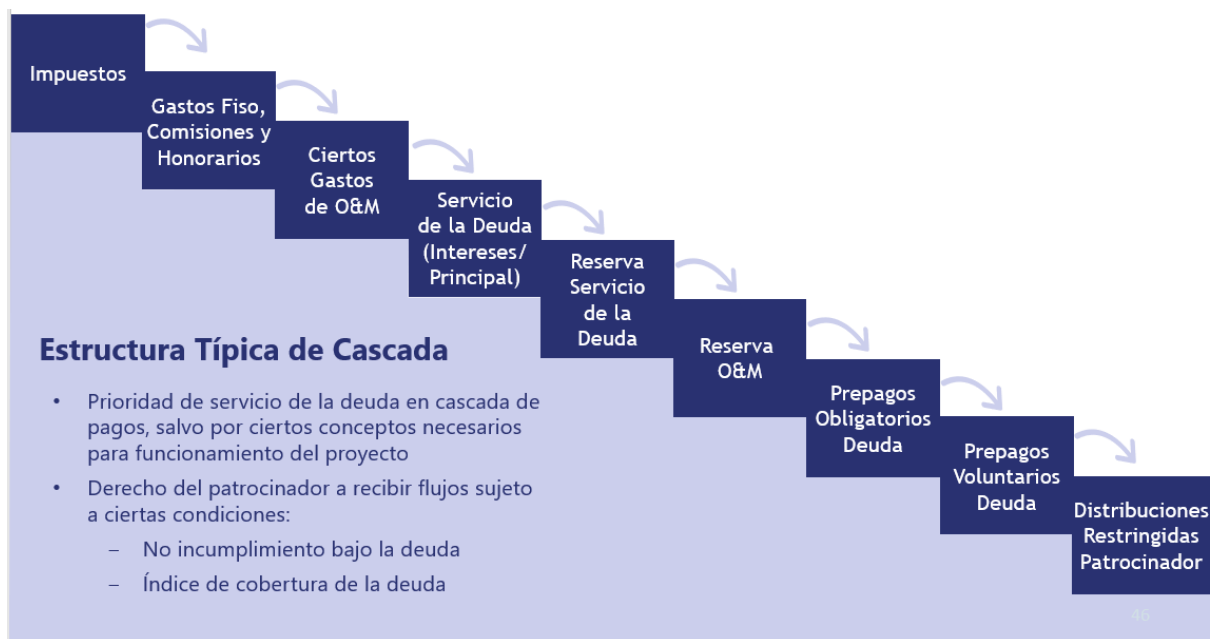 Impuestos
Gastos Fiso,
Comisiones y
Honorarios
Ciertos
Gastos
de O&M
Servicio
de la Deuda
(Intereses/
Principal)
Reserva
Servicio
de la
Deuda
Reserva
O&M
Prepagos
Obligatorios
Deuda
Prepagos
Voluntarios
Deuda
Distribuciones
Restringidas
Patrocinador
Estructura Típica de Cascada
• Prioridad de servicio de la deuda en cascada de
pagos, salvo por ciertos conceptos necesarios
para funcionamiento del proyecto
• Derecho del patrocinador a recibir flujos sujeto
a ciertas condiciones:
– No incumplimiento bajo la deuda
– Índice de cobertura de la deuda
46